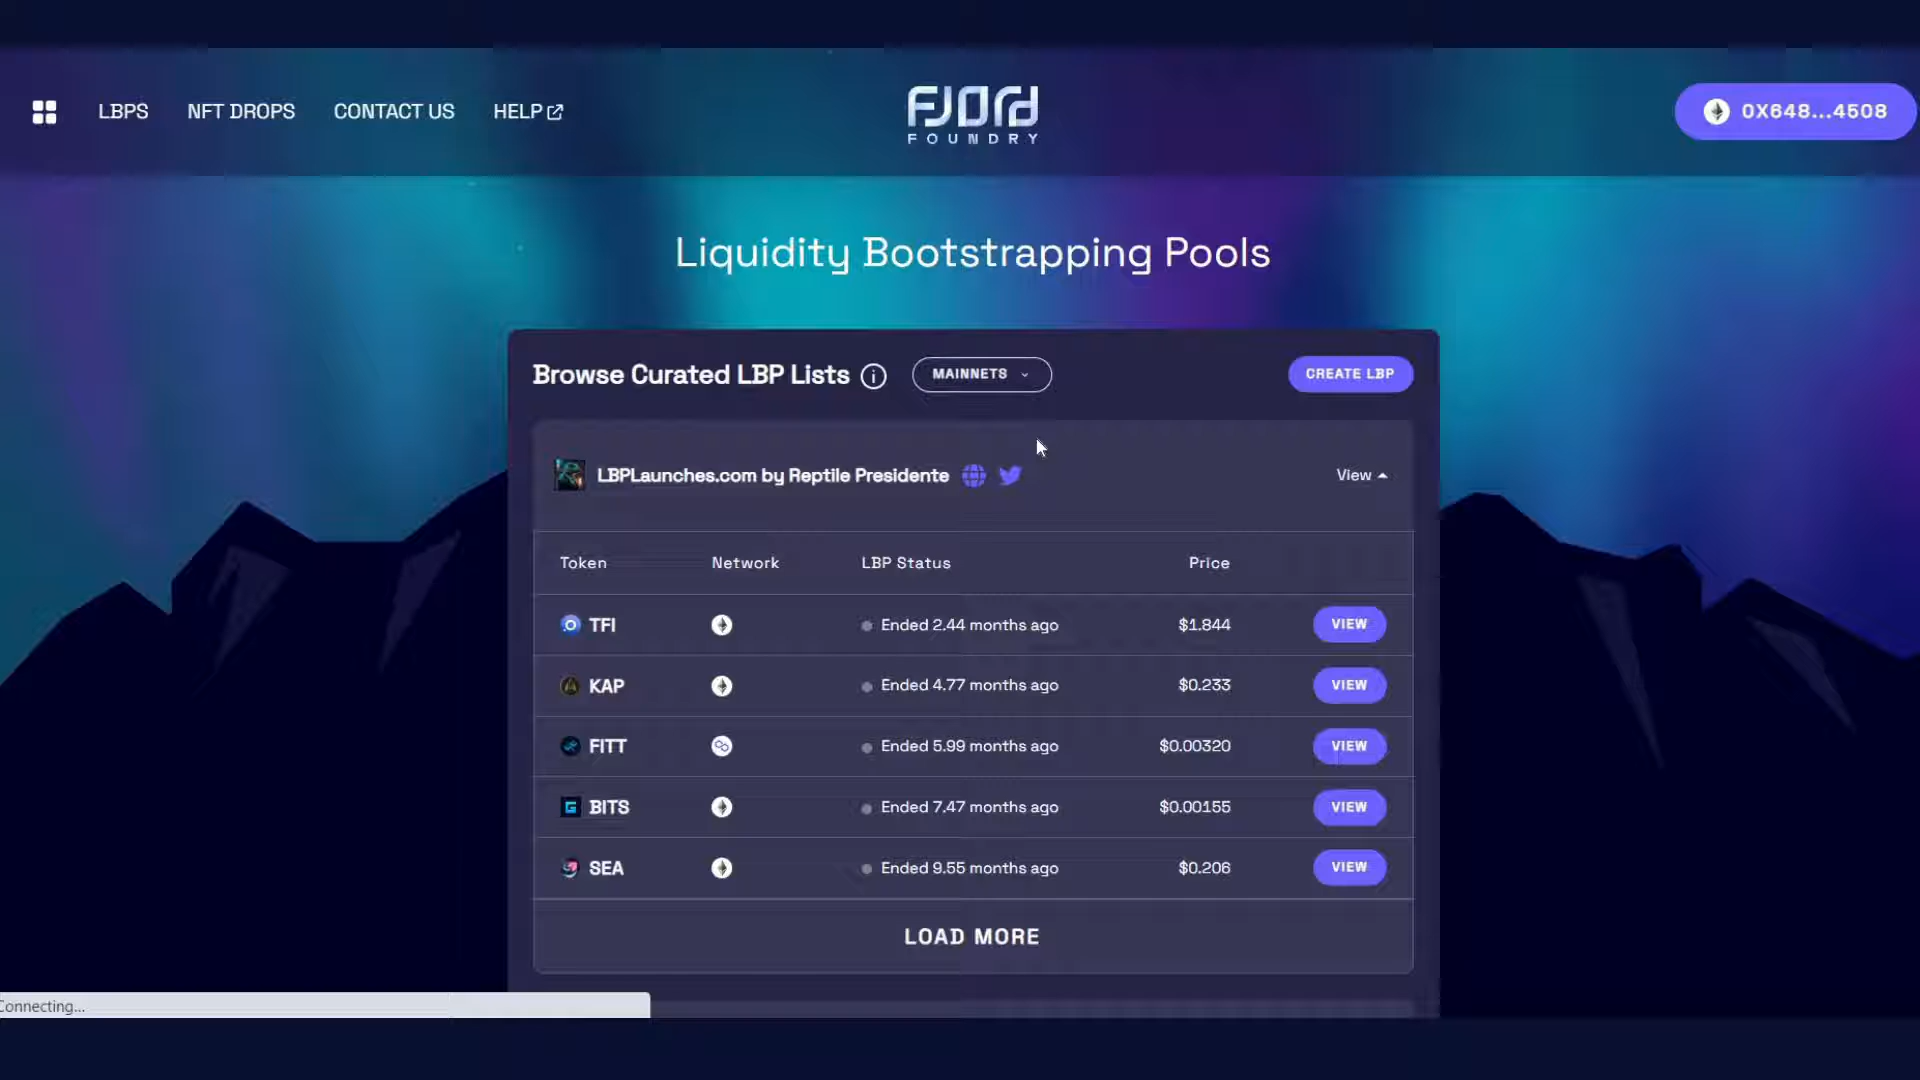 LBPS NFT DROPS CONTACT US HELP
FJORD
FOUNDRY
0X648...4508
Liquidity Bootstrapping Pools
Browse Curated LBP Lists MAINNETS CREATE LBP
LBPLaunches.com by Reptile Presidente View
Token Network LBP Status Price
TFI Ended 2.44 months ago $1.844 VIEW
KAP Ended 4.77 months ago $0.233 VIEW
FITT Ended 5.99 months ago $0.00320 VIEW
BITS Ended 7.47 months ago $0.00155 VIEW
SEA Ended 9.55 months ago $0.206 VIEW
LOAD MORE
Connecting...